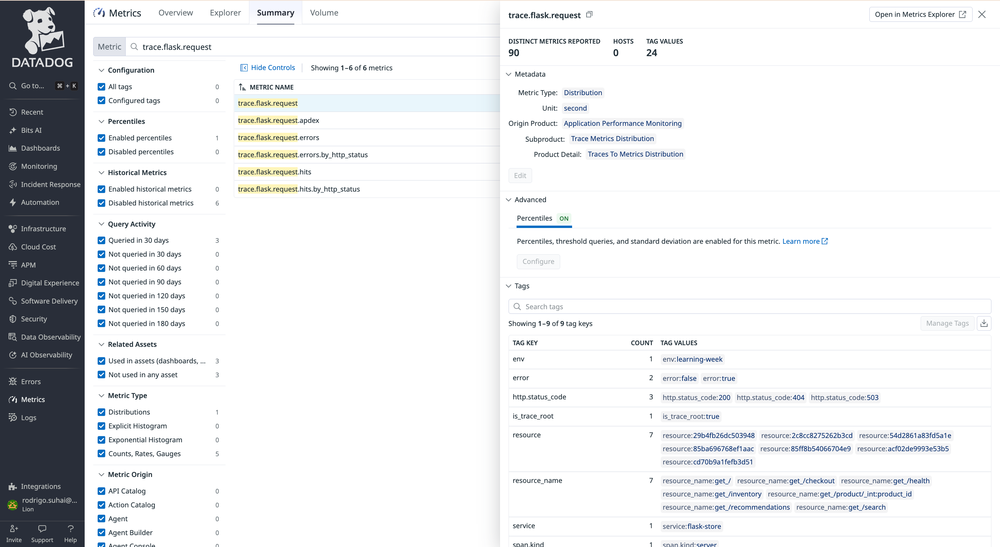 DATADOG
Go to... ⌘ + K
Recent
Bits AI
Dashboards
Monitoring
Incident Response
Automation
Infrastructure
Cloud Cost
APM
Digital Experience
Software Delivery
Security
Data Observability
AI Observability
Errors
Metrics
Logs
Integrations
rodrigo.suhai@...
Lion
Invite Support Help
Metrics Overview Explorer Summary Volume
Metric trace.flask.request
Configuration
All tags 0
Configured tags 0
Percentiles
Enabled percentiles 1
Disabled percentiles 0
Historical Metrics
Enabled historical metrics 0
Disabled historical metrics 6
Query Activity
Queried in 30 days 3
Not queried in 30 days 0
Not queried in 60 days 0
Not queried in 90 days 0
Not queried in 120 days 0
Not queried in 150 days 0
Not queried in 180 days 0
Related Assets
Used in assets (dashboards, ... 3
Not used in any asset 3
Metric Type
Distributions 1
Explicit Histogram 0
Exponential Histogram 0
Counts, Rates, Gauges 5
Metric Origin
API Catalog 0
Action Catalog 0
Agent 0
Agent Builder 0
Agent Console 0
Hide Controls Showing 1–6 of 6 metrics
METRIC NAME
trace.flask.request
trace.flask.request.apdex
trace.flask.request.errors
trace.flask.request.errors.by_http_status
trace.flask.request.hits
trace.flask.request.hits.by_http_status
trace.flask.request Open in Metrics Explorer
DISTINCT METRICS REPORTED HOSTS TAG VALUES
90 0 24
Metadata
Metric Type: Distribution
Unit: second
Origin Product: Application Performance Monitoring
Subproduct: Trace Metrics Distribution
Product Detail: Traces To Metrics Distribution
Edit
Advanced
Percentiles ON
Percentiles, threshold queries, and standard deviation are enabled for this metric. Learn more
Configure
Tags
Search tags
Showing 1–9 of 9 tag keys Manage Tags
TAG KEY COUNT TAG VALUES
env 1 env:learning-week
error 2 error:false error:true
http.status_code 3 http.status_code:200 http.status_code:404 http.status_code:503
is_trace_root 1 is_trace_root:true
resource 7 resource:29b4fb26dc503948 resource:2c8cc8275262b3cd resource:54d2861a83fd5a1e
resource:85ba696768ef1aac resource:85ff8b54066704e9 resource:acf02de9993e53b5
resource:cd70b9a1fefb3d51
resource_name 7 resource_name:get_/ resource_name:get_/checkout resource_name:get_/health
resource_name:get_/inventory resource_name:get_/product/_int:product_id
resource_name:get_/recommendations resource_name:get_/search
service 1 service:flask-store
span.kind 1 span.kind:server